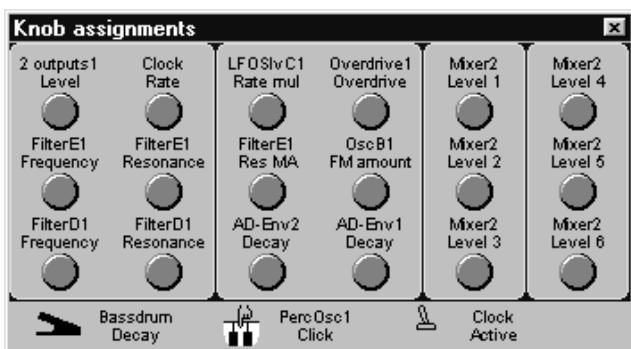 Knob assignments
2 outputs1
Level
Clock
Rate
LFOSlvC1
Rate mul
Overdrive1
Overdrive
Mixer2
Level 1
Mixer2
Level 4
FilterE1
Frequency
FilterE1
Resonance
FilterE1
Res MA
OscB1
FM amount
Mixer2
Level 2
Mixer2
Level 5
FilterD1
Frequency
FilterD1
Resonance
AD-Env2
Decay
AD-Env1
Decay
Mixer2
Level 3
Mixer2
Level 6
Bassdrum
Decay
PercOsc1
Click
Clock
Active